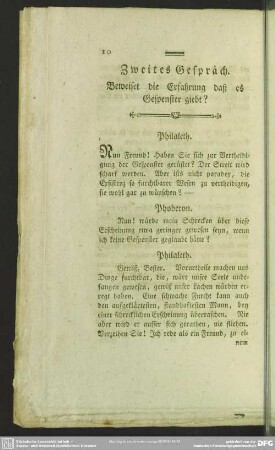 10
Zweites Gespräch.
Beweiset die Erfahrung daß es
Gespenster giebt?
Philaleth.
Nun Freund! Haben Sie sich zur Vertheidi-
gung der Gespenster gerüstet? Der Streit wird
scharf werden. Aber ists nicht paradox, die
Existenz so furchtbarer Wesen zu vertheidigen,
sie wohl gar zu wünschen? —
Phoberon.
Nun! würde mein Schrecken über diese
Erscheinung etwa geringer gewesen seyn, wenn
ich keine Gespenster geglaubt hätte?
Philaleth.
Gewiß, Bester. Vorurtheile machen uns
Dinge furchtbar, die, wäre unser Seele unbe-
fangen gewesen, gewiß unser Lachen würden er-
regt haben. Eine schwache Furcht kann auch
den aufgeklärtesten, standhaftesten Mann, bey
einer schrecklichen Erscheinung überraschen. Nie
aber wird er ausser sich gerathen, nie fliehen.
Verzeihen Sie! Ich rede als ein Freund, zu ei-
nem